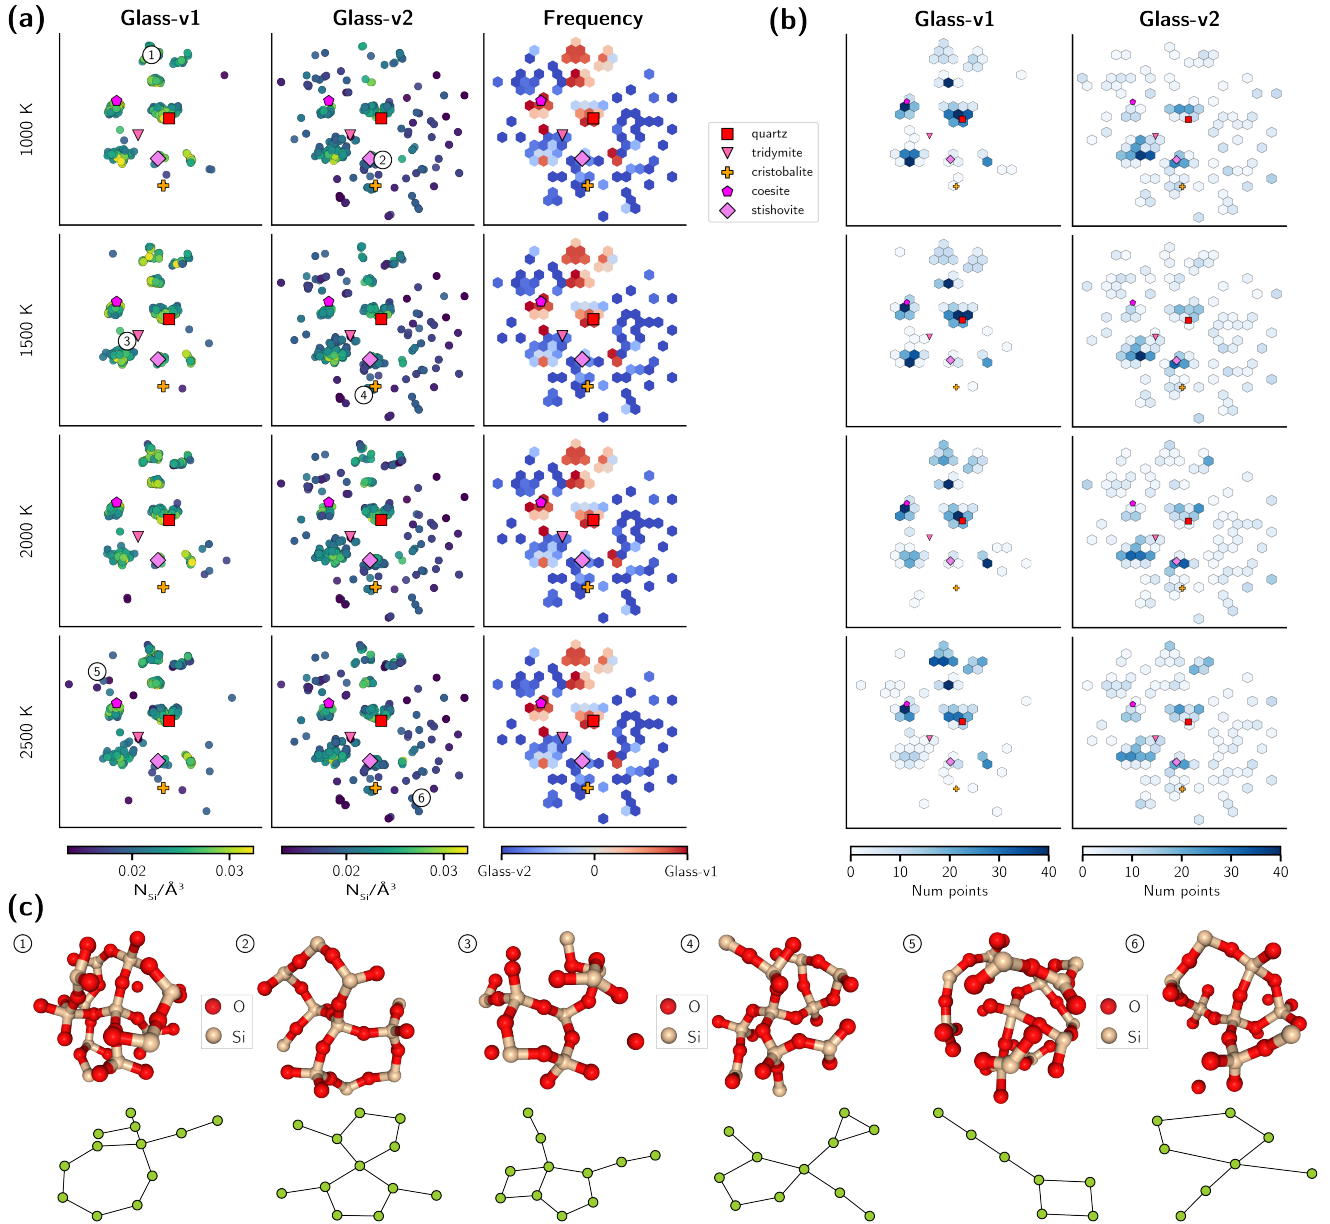 (a)
Glass-v1
Glass-v2
Frequency
(b)
Glass-v1
Glass-v2
1000 K
1500 K
2000 K
2500 K
1
2
3
4
5
6
quartz
tridymite
cristobalite
coesite
stishovite
0.02
0.03
N_Si/Å³
0.02
0.03
N_Si/Å³
Glass-v2
0
Glass-v1
0
10
20
30
40
Num points
0
10
20
30
40
Num points
(c)
1
O
Si
2
3
O
Si
4
5
O
Si
6